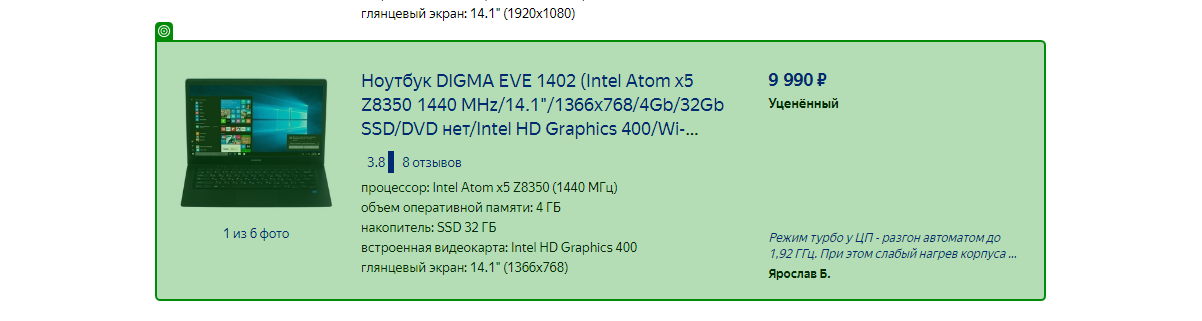 глянцевый экран: 14.1" (1920x1080)
Ноутбук DIGMA EVE 1402 (Intel Atom x5
Z8350 1440 MHz/14.1"/1366x768/4Gb/32Gb
SSD/DVD нет/Intel HD Graphics 400/Wi-...
3.8 8 отзывов
процессор: Intel Atom x5 Z8350 (1440 МГц)
объем оперативной памяти: 4 ГБ
накопитель: SSD 32 ГБ
встроенная видеокарта: Intel HD Graphics 400
глянцевый экран: 14.1" (1366x768)
1 из 6 фото
9 990 ₽
Уценённый
Режим турбо у ЦП - разгон автоматом до
1,92 ГГц. При этом слабый нагрев корпуса ...
Ярослав Б.